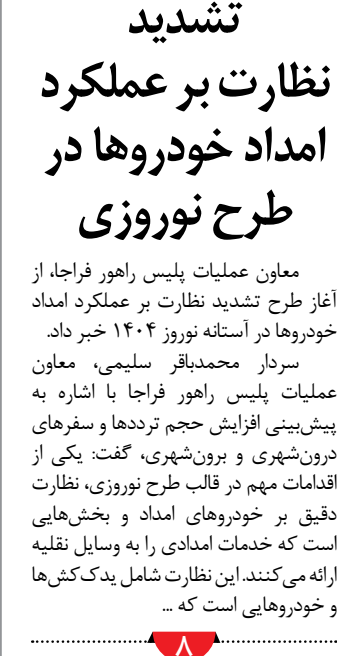 تشدید
نظارت بر عملکرد
امداد خودروها در
طرح نوروزی
معاون عملیات پلیس راهور فراجا، از
آغاز طرح تشدید نظارت بر عملکرد امداد
خودروها در آستانه نوروز ۱۴۰۴ خبر داد.
سردار محمدباقر سلیمی، معاون
عملیات پلیس راهور فراجا با اشاره به
پیش‌بینی افزایش حجم ترددها و سفرهای
درون‌شهری و برون‌شهری، گفت: یکی از
اقدامات مهم در قالب طرح نوروزی، نظارت
دقیق بر خودروهای امداد و بخش‌هایی
است که خدمات امدادی را به وسایل نقلیه
ارائه می‌کنند. این نظارت شامل یدک‌کش‌ها
و خودروهایی است که ...
۸